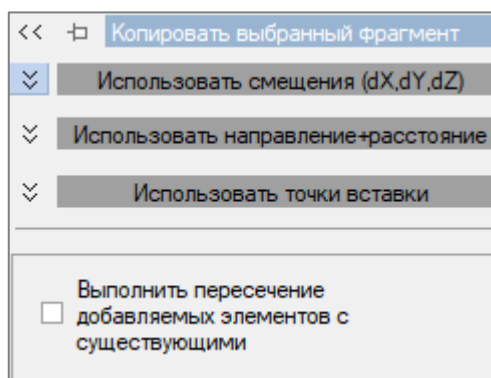 << Копировать выбранный фрагмент
Использовать смещения (dX,dY,dZ)
Использовать направление+расстояние
Использовать точки вставки
Выполнить пересечение
добавляемых элементов с
существующими